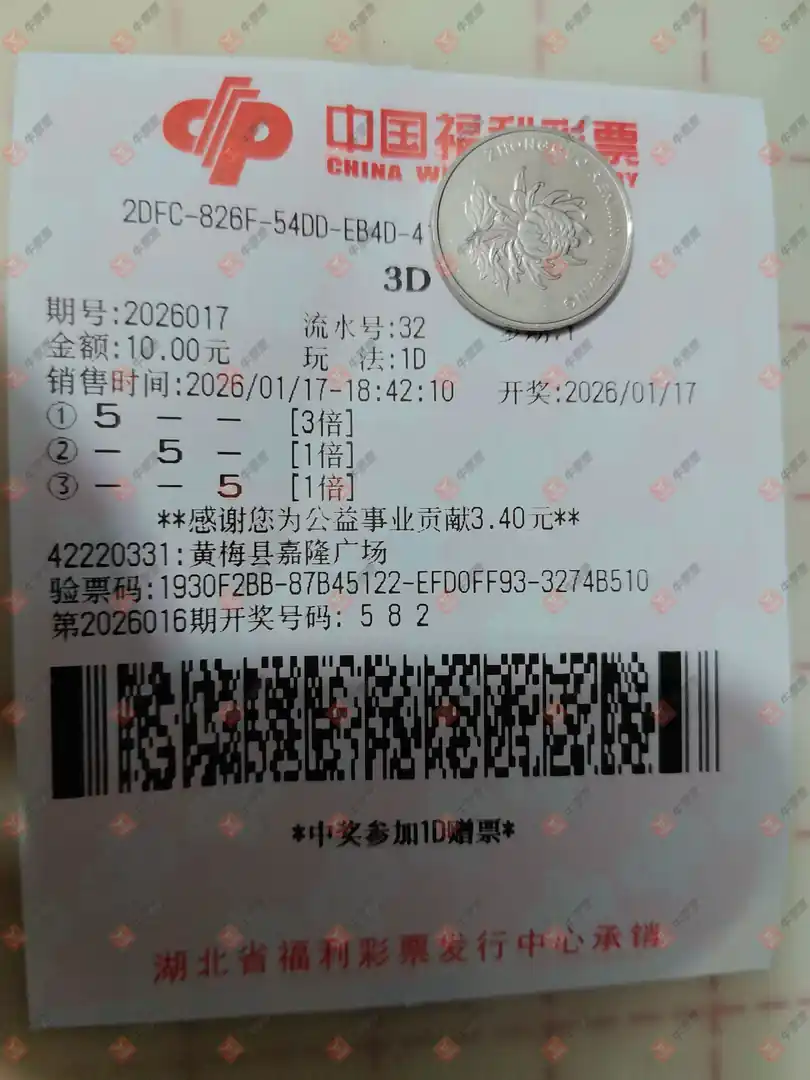 中国福利彩票
CHINA W
2DFC-826F-54DD-EB4D-4
3D
期号:2026017 流水号:32
金额:10.00元 玩 法:1D
销售时间:2026/01/17-18:42:10 开奖:2026/01/17
① 5 - - [3倍]
② - 5 - [1倍]
③ - - 5 [1倍]
**感谢您为公益事业贡献3.40元**
42220331:黄梅县嘉隆广场
验票码:1930F2BB-87B45122-EFD0FF93-3274B510
第2026016期开奖号码: 5 8 2
*中奖参加1D赠票*
湖北省福利彩票发行中心承销